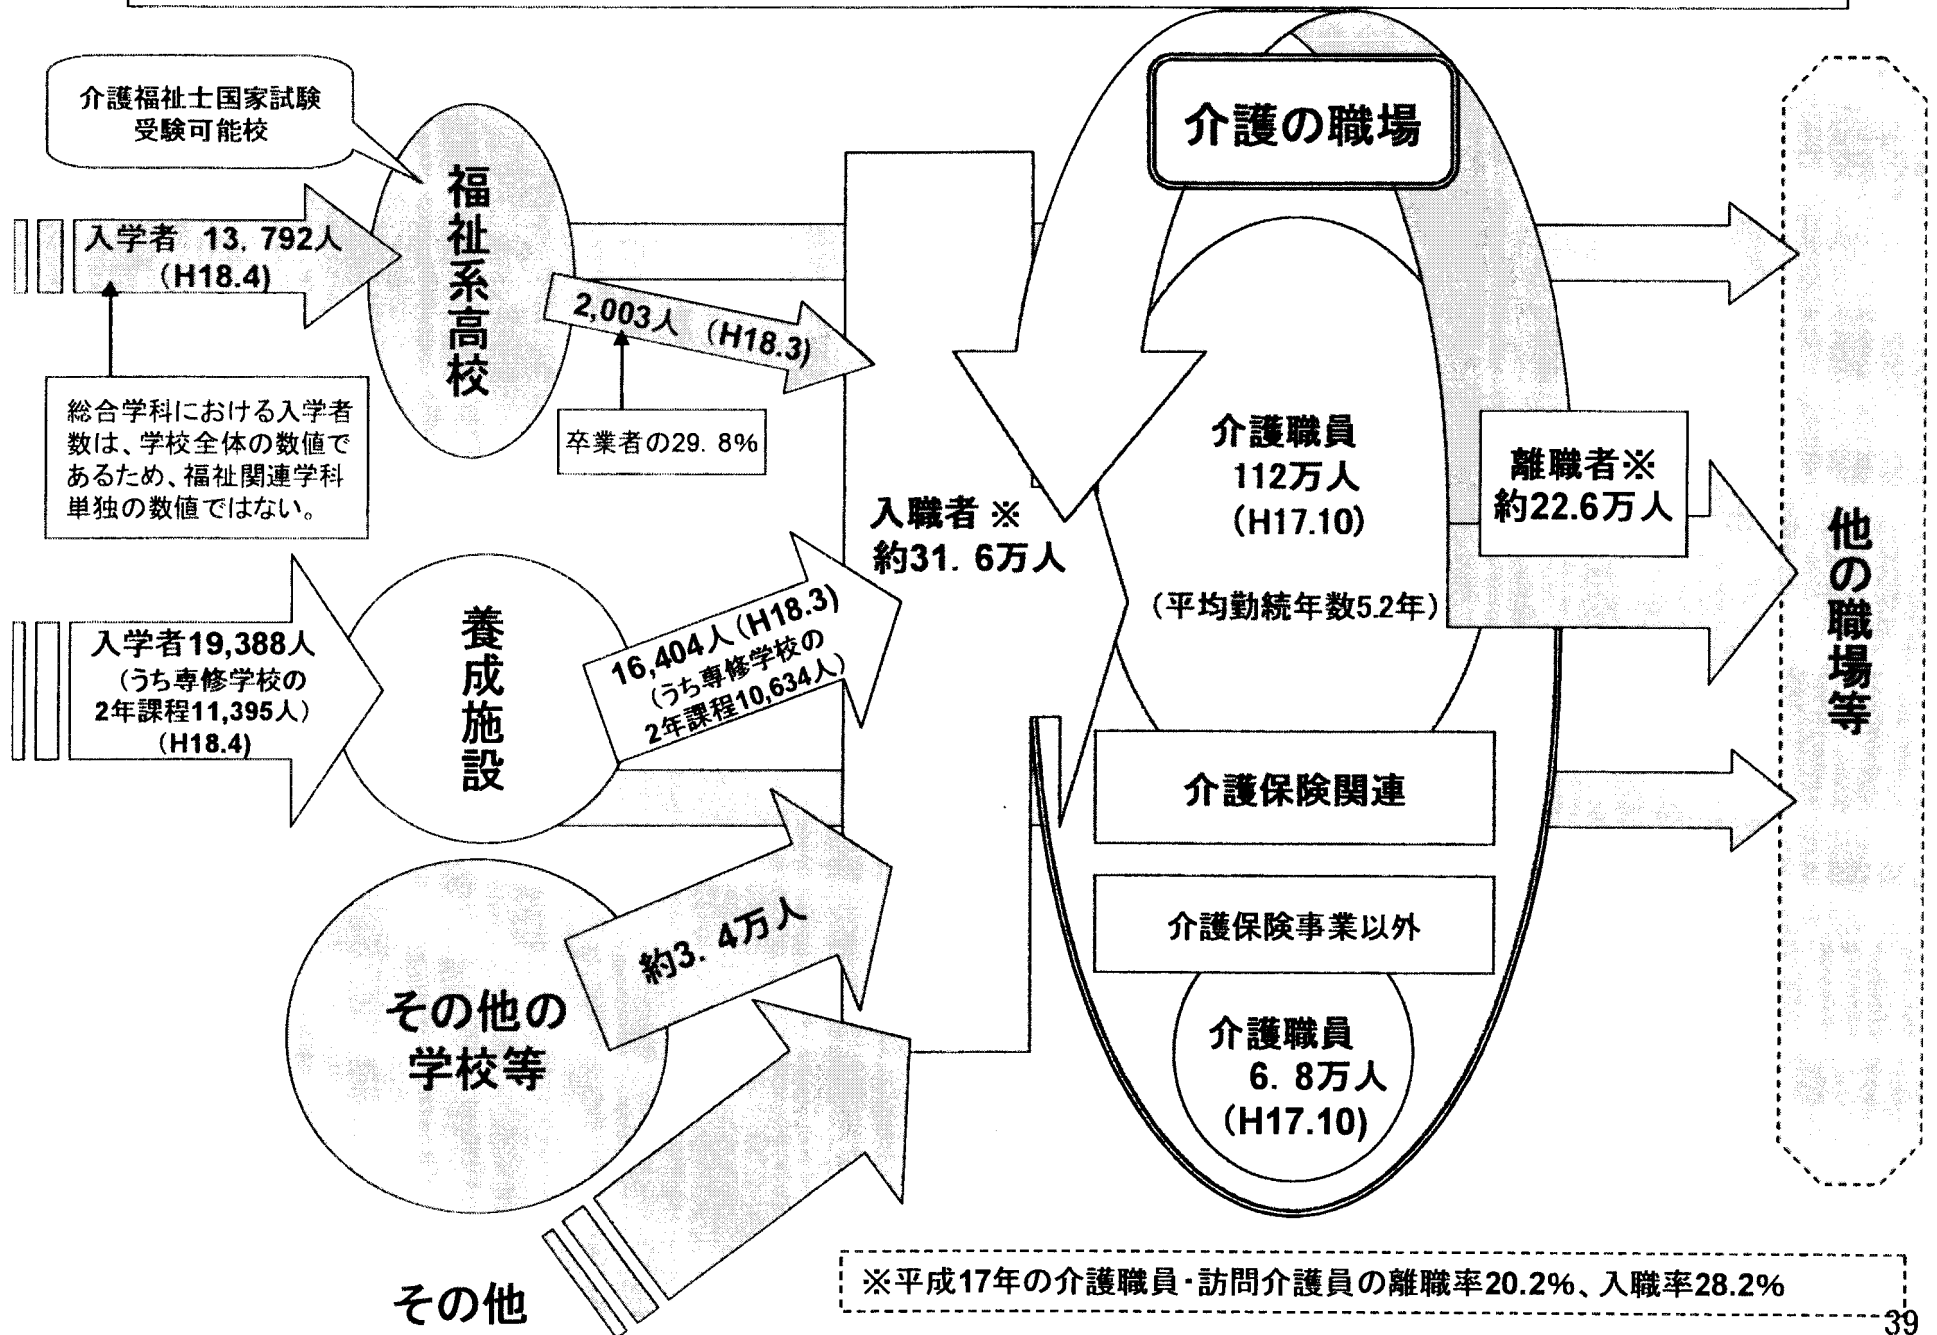 介護福祉士国家試験
受験可能校
福祉系高校
入学者 13,792人
(H18.4)
2,003人 (H18.3)
総合学科における入学者
数は、学校全体の数値で
あるため、福祉関連学科
単独の数値ではない。
卒業者の29.8%
入学者19,388人
(うち専修学校の
2年課程11,395人)
(H18.4)
養成施設
16,404人(H18.3)
(うち専修学校の
2年課程10,634人)
その他の
学校等
約3.4万人
その他
入職者※
約31.6万人
介護の職場
介護職員
112万人
(H17.10)
(平均勤続年数5.2年)
介護保険関連
介護保険事業以外
介護職員
6.8万人
(H17.10)
離職者※
約22.6万人
他の職場等
※平成17年の介護職員・訪問介護員の離職率20.2%、入職率28.2%
39